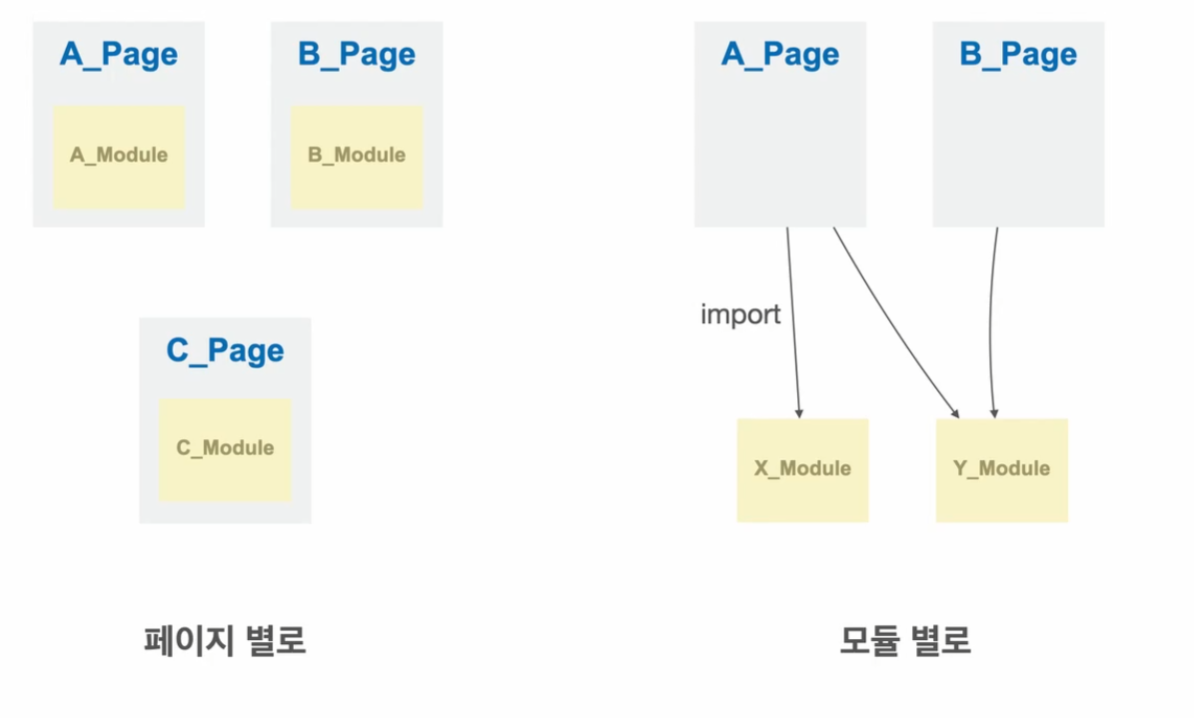 A_Page
A_Module
B_Page
B_Module
C_Page
C_Module
페이지 별로
A_Page
B_Page
import
X_Module
Y_Module
모듈 별로